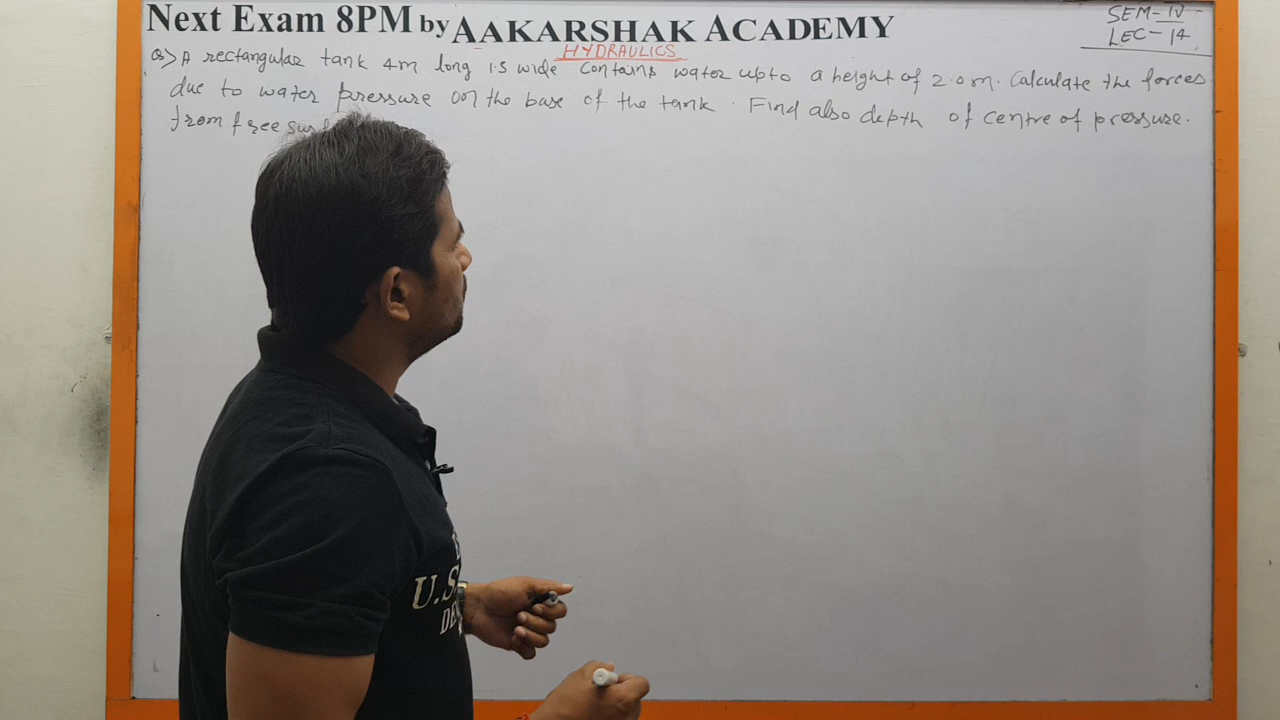 Next Exam 8PM by AAKARSHAK ACADEMY
SEM-IV
LEC-14
HYDRAULICS
Q> A rectangular tank 4m long 1.5 wide contains water upto a height of 2.0m. Calculate the forces
due to water pressure on the base of the tank. Find also depth of centre of pressure.
from free
U.S